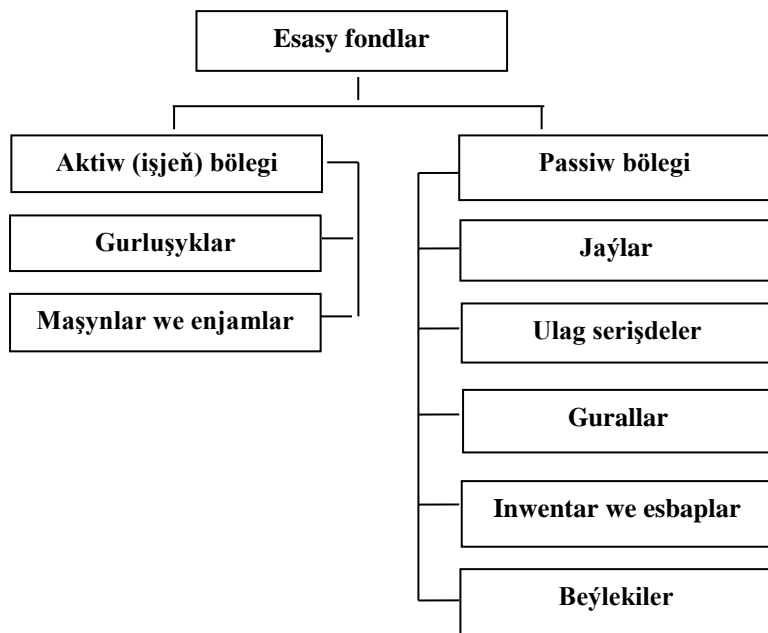 Esasy fondlar
Aktiw (işjeň) bölegi
Gurluşyklar
Maşynlar we enjamlar
Passiw bölegi
Jaýlar
Ulag serişdeler
Gurallar
Inwentar we esbaplar
Beýlekiler